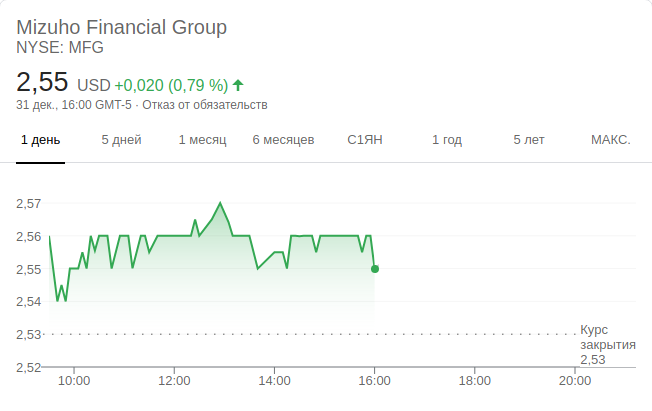 Mizuho Financial Group
NYSE: MFG
2,55 USD +0,020 (0,79 %)
31 дек., 16:00 GMT-5 · Отказ от обязательств
1 день 5 дней 1 месяц 6 месяцев С1ЯН 1 год 5 лет МАКС.
2,57
2,56
2,55
2,54
2,53
2,52
Курс
закрытия
2,53
10:00 12:00 14:00 16:00 18:00 20:00